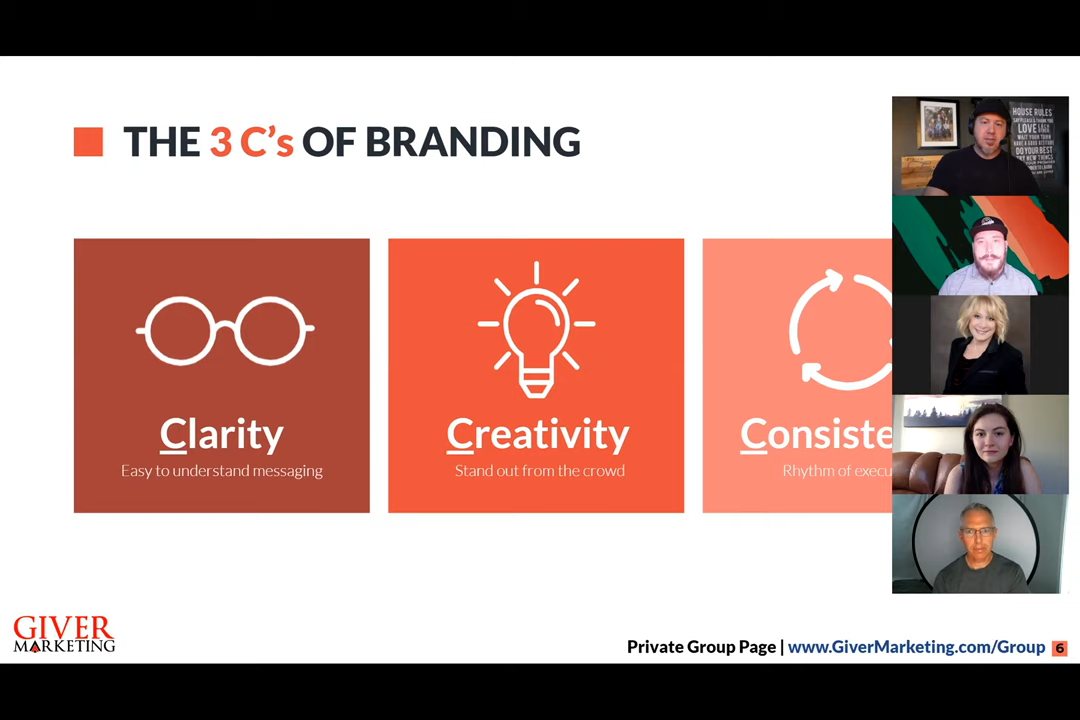 THE 3 C’s OF BRANDING
Clarity
Easy to understand messaging
Creativity
Stand out from the crowd
Consiste
Rhythm of execu
HOUSE RULES
LOVE
DO YOUR BEST
GIVER
MARKETING
Private Group Page | www.GiverMarketing.com/Group 6